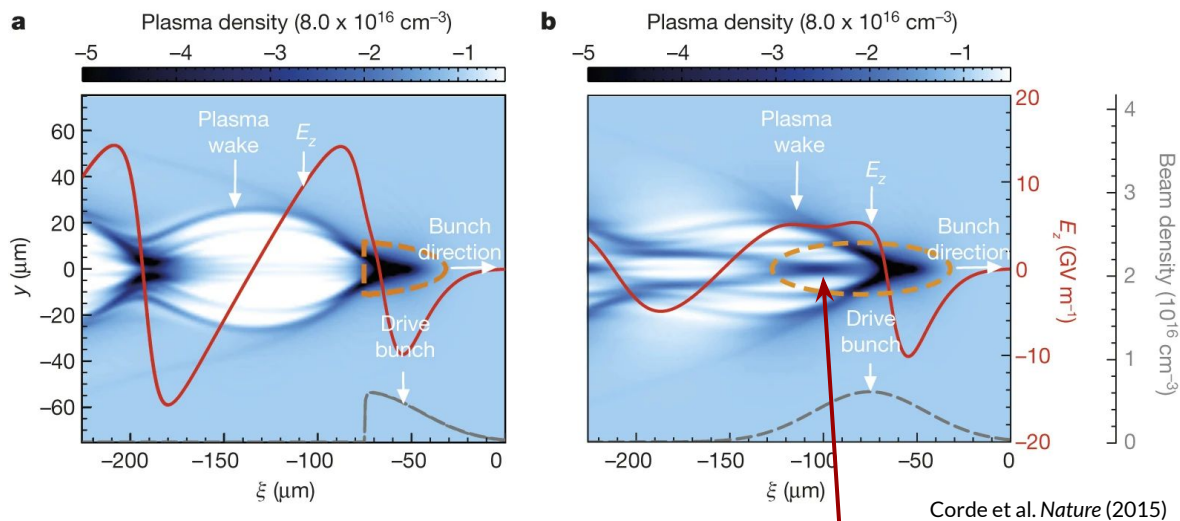 a
Plasma density (8.0 x 10¹⁶ cm⁻³)
−5 −4 −3 −2 −1
Plasma
wake
E_z
Bunch
direction
Drive
bunch
60
40
20
0
−20
−40
−60
y (μm)
−200 −150 −100 −50 0
ξ (μm)
b
Plasma density (8.0 x 10¹⁶ cm⁻³)
−5 −4 −3 −2 −1
Plasma
wake
E_z
Bunch
direction
Drive
bunch
−200 −150 −100 −50 0
ξ (μm)
20
10
0
−10
−20
E_z (GV m⁻¹)
4
3
2
1
0
Beam density (10¹⁶ cm⁻³)
Corde et al. Nature (2015)